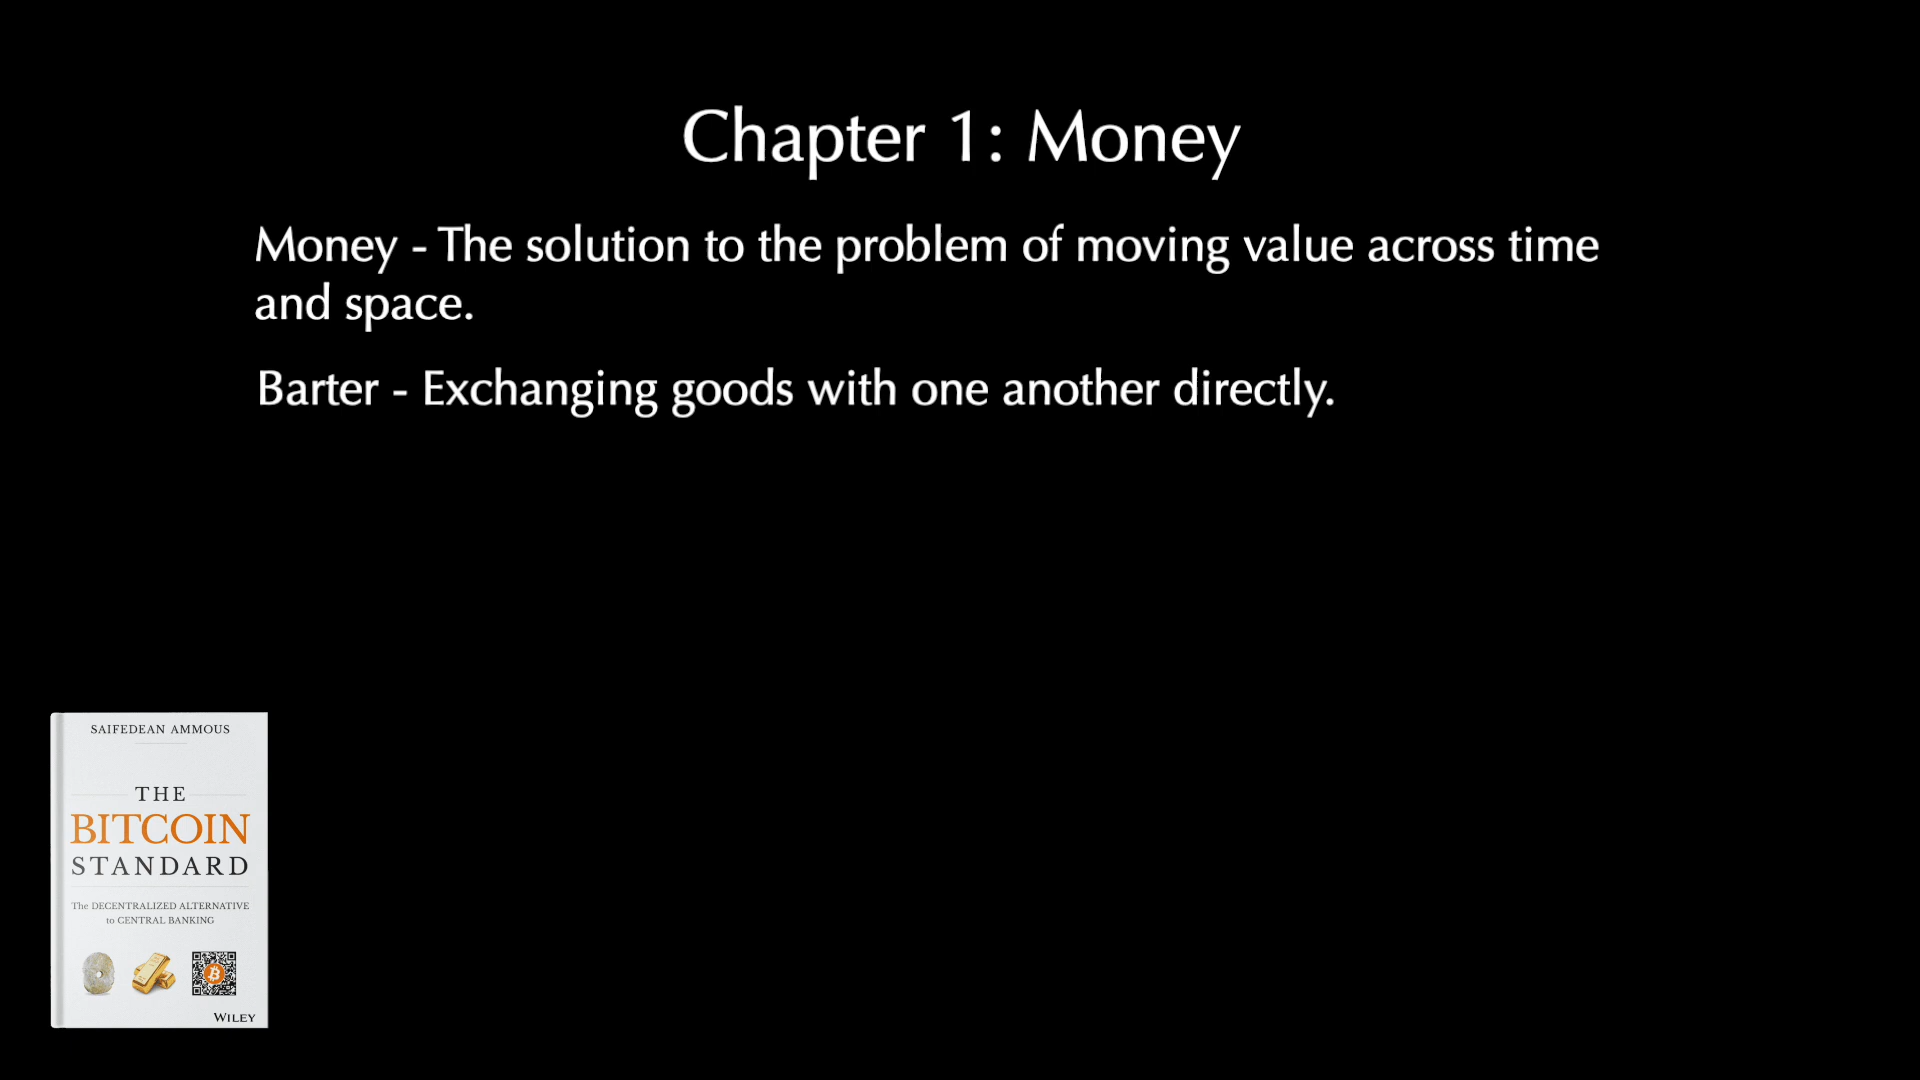 Chapter 1: Money
Money - The solution to the problem of moving value across time
and space.
Barter - Exchanging goods with one another directly.
SAIFEDEAN AMMOUS
THE
BITCOIN
STANDARD
The DECENTRALIZED ALTERNATIVE
to CENTRAL BANKING
WILEY